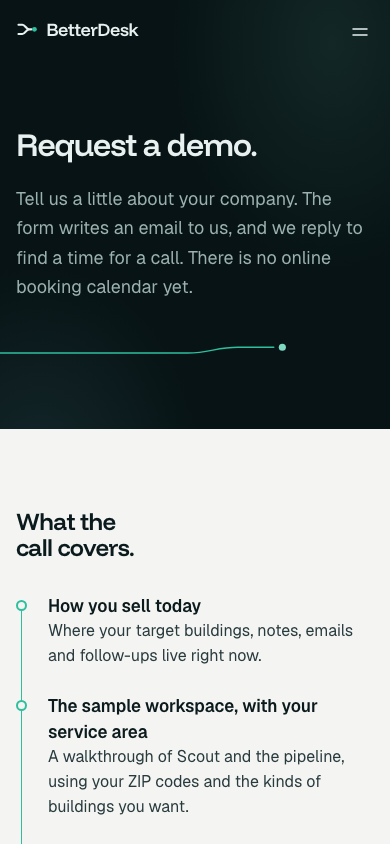 BetterDesk
Request a demo.
Tell us a little about your company. The
form writes an email to us, and we reply to
find a time for a call. There is no online
booking calendar yet.
What the
call covers.
How you sell today
Where your target buildings, notes, emails
and follow-ups live right now.
The sample workspace, with your
service area
A walkthrough of Scout and the pipeline,
using your ZIP codes and the kinds of
buildings you want.